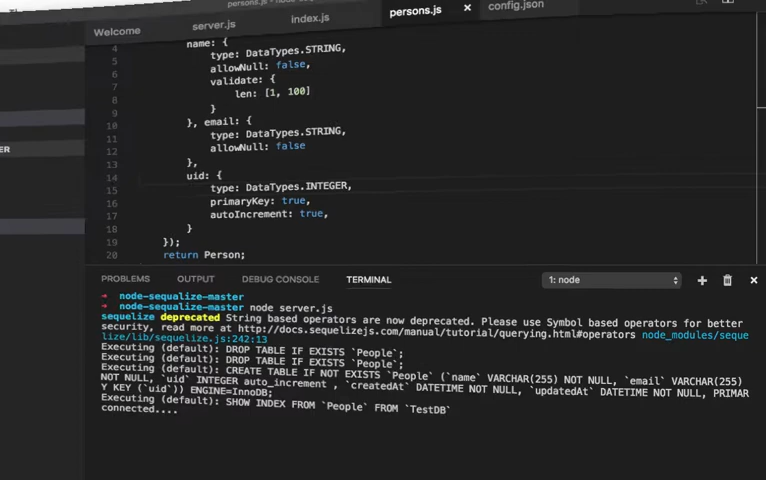 Welcome server.js index.js persons.js × config.json
ER
4 name: {
5 type: DataTypes.STRING,
6 allowNull: false,
7 validate: {
8 len: [1, 100]
9 }
10 }, email: {
11 type: DataTypes.STRING,
12 allowNull: false
13 },
14 uid: {
15 type: DataTypes.INTEGER,
16 primaryKey: true,
17 autoIncrement: true,
18 }
19 });
20 return Person;
PROBLEMS OUTPUT DEBUG CONSOLE TERMINAL 1: node
➜ node-sequalize-master
➜ node-sequalize-master node server.js
sequelize deprecated String based operators are now deprecated. Please use Symbol based operators for better
security, read more at http://docs.sequelizejs.com/manual/tutorial/querying.html#operators node_modules/seque
lize/lib/sequelize.js:242:13
Executing (default): DROP TABLE IF EXISTS `People`;
Executing (default): DROP TABLE IF EXISTS `People`;
Executing (default): CREATE TABLE IF NOT EXISTS `People` (`name` VARCHAR(255) NOT NULL, `email` VARCHAR(255)
NOT NULL, `uid` INTEGER auto_increment , `createdAt` DATETIME NOT NULL, `updatedAt` DATETIME NOT NULL, PRIMAR
Y KEY (`uid`)) ENGINE=InnoDB;
Executing (default): SHOW INDEX FROM `People` FROM `TestDB`
connected....